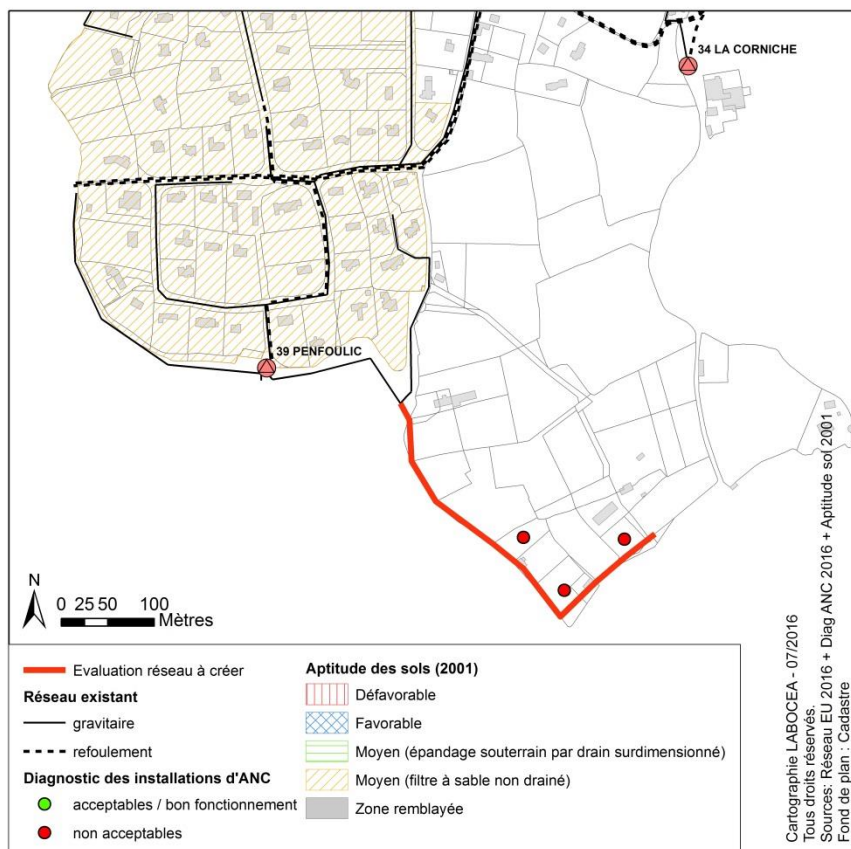 34 LA CORNICHE
39 PENFOULIC
N
0 25 50 100
Mètres
Evaluation réseau à créer
Réseau existant
gravitaire
refoulement
Diagnostic des installations d'ANC
acceptables / bon fonctionnement
non acceptables
Aptitude des sols (2001)
Défavorable
Favorable
Moyen (épandage souterrain par drain surdimensionné)
Moyen (filtre à sable non drainé)
Zone remblayée
Cartographie LABOCEA - 07/2016
Tous droits réservés.
Sources: Réseau EU 2016 + Diag ANC 2016 + Aptitude sol 2001
Fond de plan : Cadastre